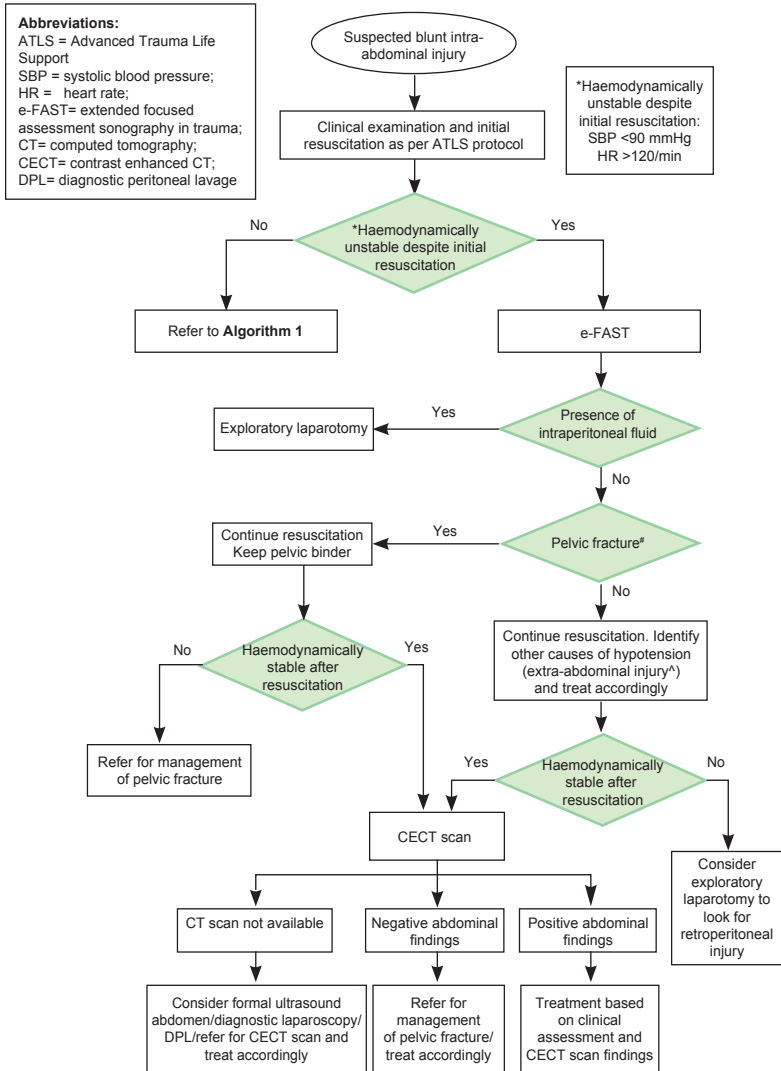 Abbreviations:
ATLS = Advanced Trauma Life
Support
SBP = systolic blood pressure;
HR = heart rate;
e-FAST= extended focused
assessment sonography in trauma;
CT= computed tomography;
CECT= contrast enhanced CT;
DPL= diagnostic peritoneal lavage
Suspected blunt intra-
abdominal injury
*Haemodynamically
unstable despite
initial resuscitation:
SBP <90 mmHg
HR >120/min
Clinical examination and initial
resuscitation as per ATLS protocol
*Haemodynamically
unstable despite initial
resuscitation
No
Yes
Refer to Algorithm 1
e-FAST
Presence of
intraperitoneal fluid
Yes
Exploratory laparotomy
No
Pelvic fracture#
Yes
Continue resuscitation
Keep pelvic binder
No
Continue resuscitation. Identify
other causes of hypotension
(extra-abdominal injury^)
and treat accordingly
Haemodynamically
stable after
resuscitation
No
Yes
Refer for management
of pelvic fracture
Haemodynamically
stable after
resuscitation
Yes
No
CECT scan
Consider
exploratory
laparotomy to
look for
retroperitoneal
injury
CT scan not available
Negative abdominal
findings
Positive abdominal
findings
Consider formal ultrasound
abdomen/diagnostic laparoscopy/
DPL/refer for CECT scan and
treat accordingly
Refer for
management
of pelvic fracture/
treat accordingly
Treatment based
on clinical
assessment and
CECT scan findings